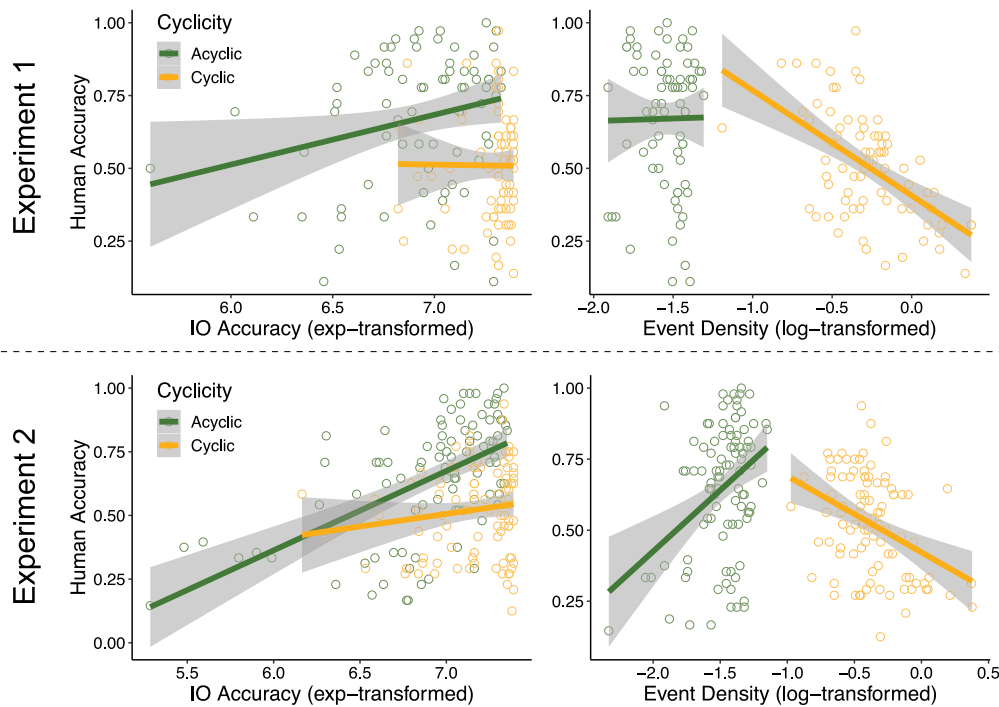 Experiment 1
Human Accuracy
1.00
0.75
0.50
0.25
Cyclicity
Acyclic
Cyclic
6.0 6.5 7.0
IO Accuracy (exp−transformed)
1.00
0.75
0.50
0.25
−2.0 −1.5 −1.0 −0.5 0.0
Event Density (log−transformed)
Experiment 2
Human Accuracy
1.00
0.75
0.50
0.25
0.00
Cyclicity
Acyclic
Cyclic
5.5 6.0 6.5 7.0
IO Accuracy (exp−transformed)
1.00
0.75
0.50
0.25
−2.0 −1.5 −1.0 −0.5 0.0 0.5
Event Density (log−transformed)